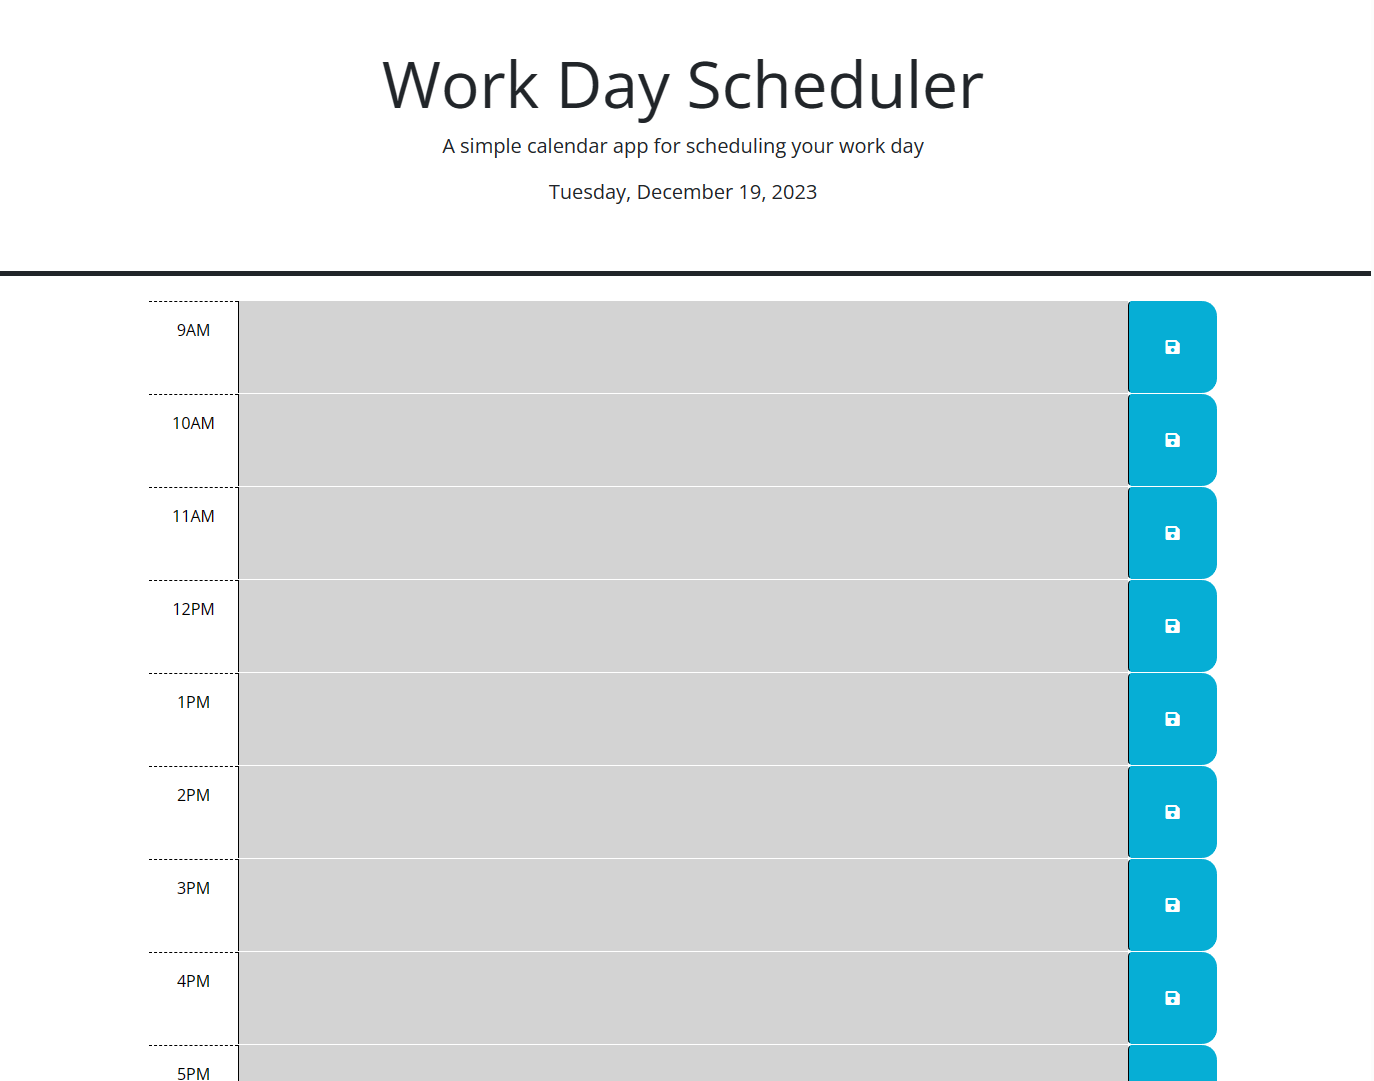 Work Day Scheduler
A simple calendar app for scheduling your work day
Tuesday, December 19, 2023
9AM
10AM
11AM
12PM
1PM
2PM
3PM
4PM
5PM